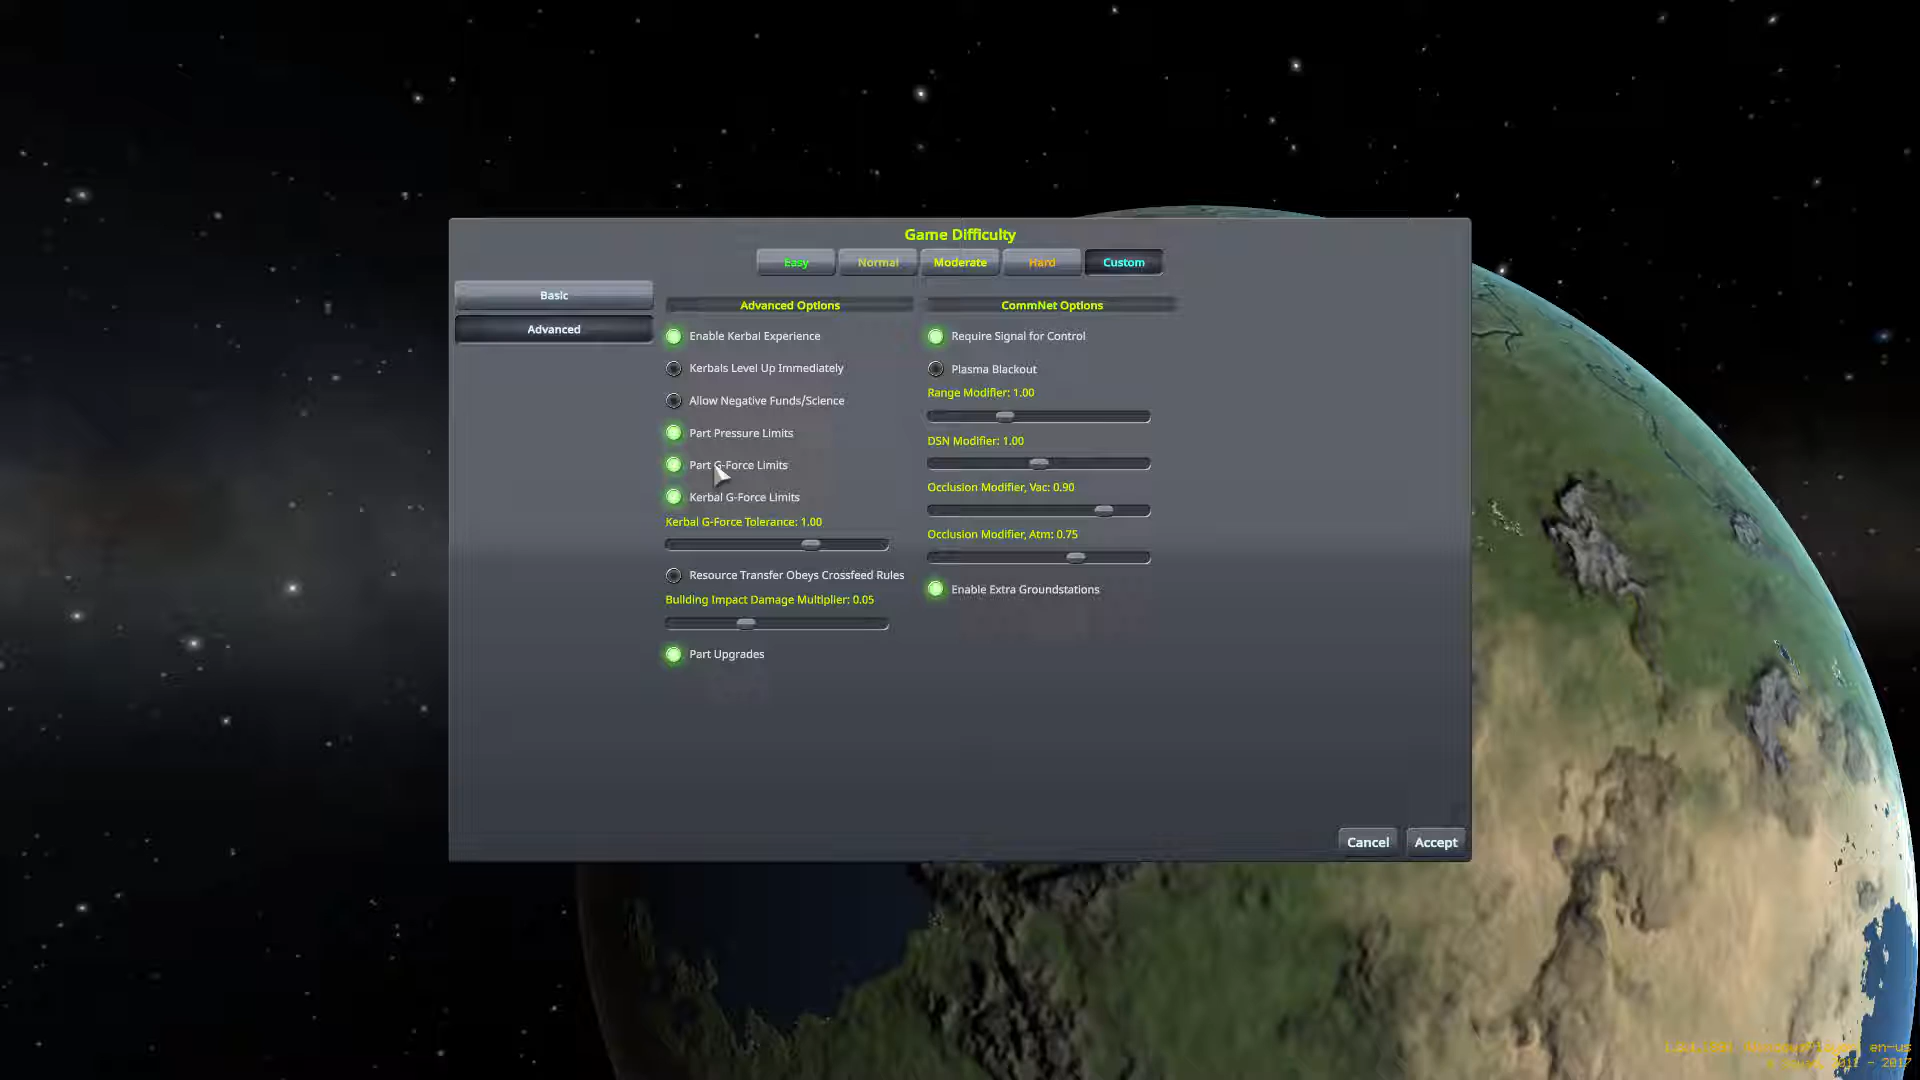 Game Difficulty
Easy
Normal
Moderate
Hard
Custom
Basic
Advanced
Advanced Options
Enable Kerbal Experience
Kerbals Level Up Immediately
Allow Negative Funds/Science
Part Pressure Limits
Part G-Force Limits
Kerbal G-Force Limits
Kerbal G-Force Tolerance: 1.00
Resource Transfer Obeys Crossfeed Rules
Building Impact Damage Multiplier: 0.05
Part Upgrades
CommNet Options
Require Signal for Control
Plasma Blackout
Range Modifier: 1.00
DSN Modifier: 1.00
Occlusion Modifier, Vac: 0.90
Occlusion Modifier, Atm: 0.75
Enable Extra Groundstations
Cancel
Accept
en-us
2017